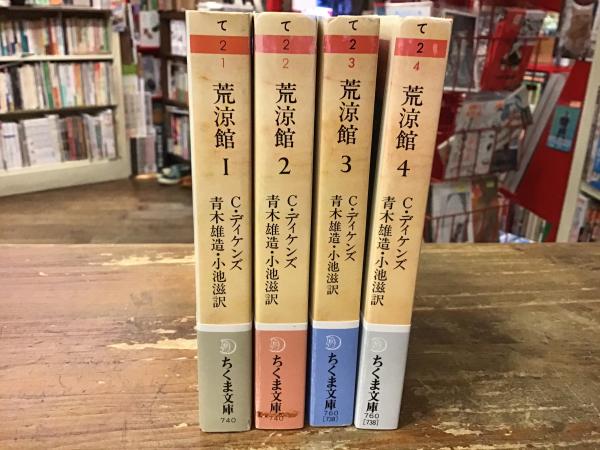 て
2
1
荒涼館 1
C・ディケンズ
青木雄造・小池滋訳
ちくま文庫
740
て
2
2
荒涼館 2
C・ディケンズ
青木雄造・小池滋訳
ちくま文庫
740
て
2
3
荒涼館 3
C・ディケンズ
青木雄造・小池滋訳
ちくま文庫
760
[738]
て
2
4
荒涼館 4
C・ディケンズ
青木雄造・小池滋訳
ちくま文庫
760
[738]